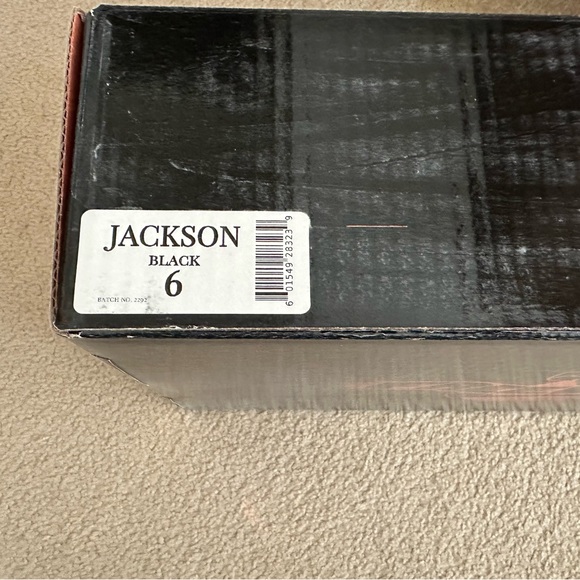 JACKSON
BLACK
6
BATCH NO. 2292
6 01549 28323 9